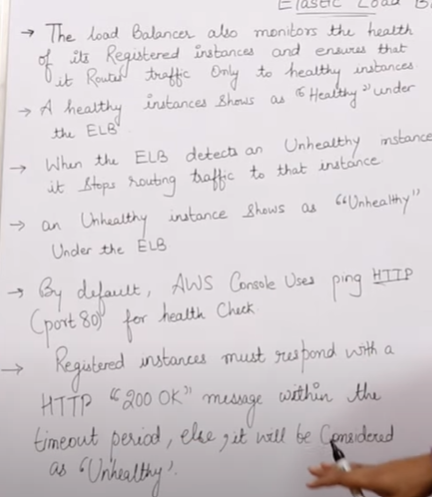 Elastic Load B
→ The load Balancer also monitors the health
of its Registered instances and ensures that
it Routes traffic Only to healthy instances
→ A healthy instances Shows as "Healthy" under
the ELB
→ When the ELB detects an Unhealthy instance
it Stops routing traffic to that instance
→ an Unhealthy instance Shows as "Unhealthy"
Under the ELB
→ By default, AWS Console Uses ping HTTP
(port 80) for health Check
→ Registered instances must respond with a
HTTP "200 OK" message within the
timeout period, else, it will be Considered
as "Unhealthy".